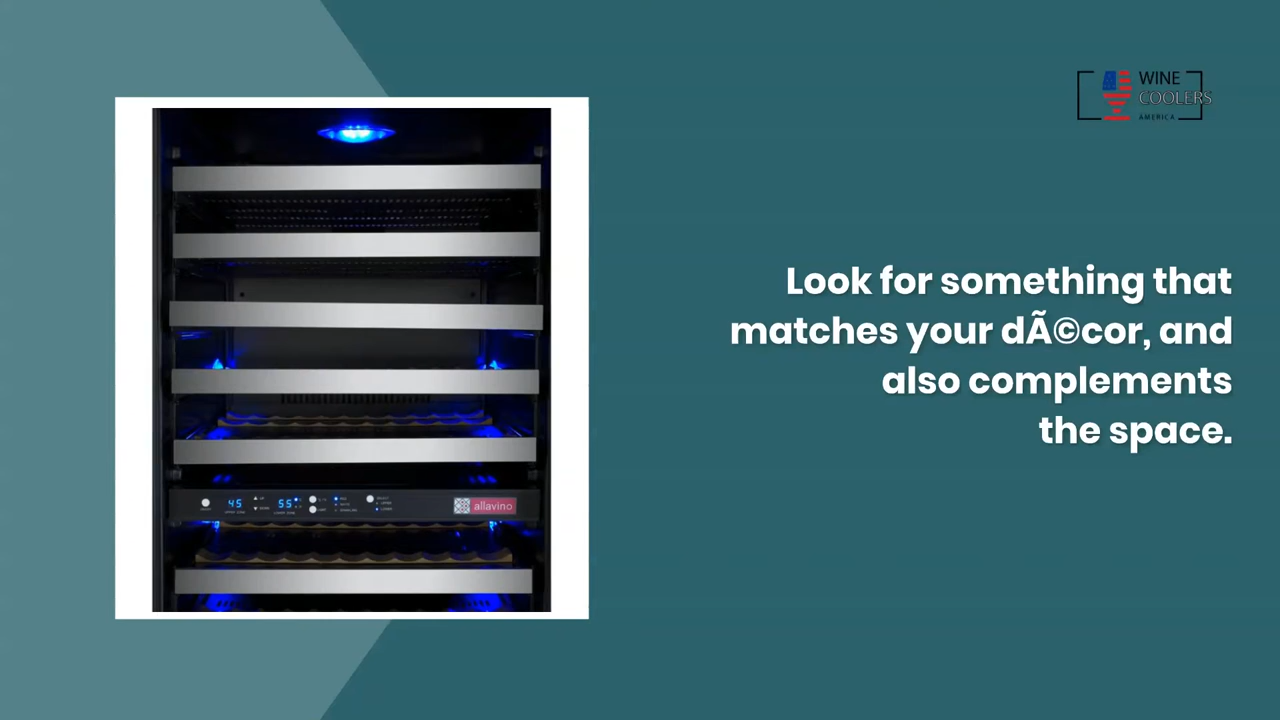 WINE
COOLERS
AMERICA
Look for something that
matches your dÃ©cor, and
also complements
the space.
45
55
allavino